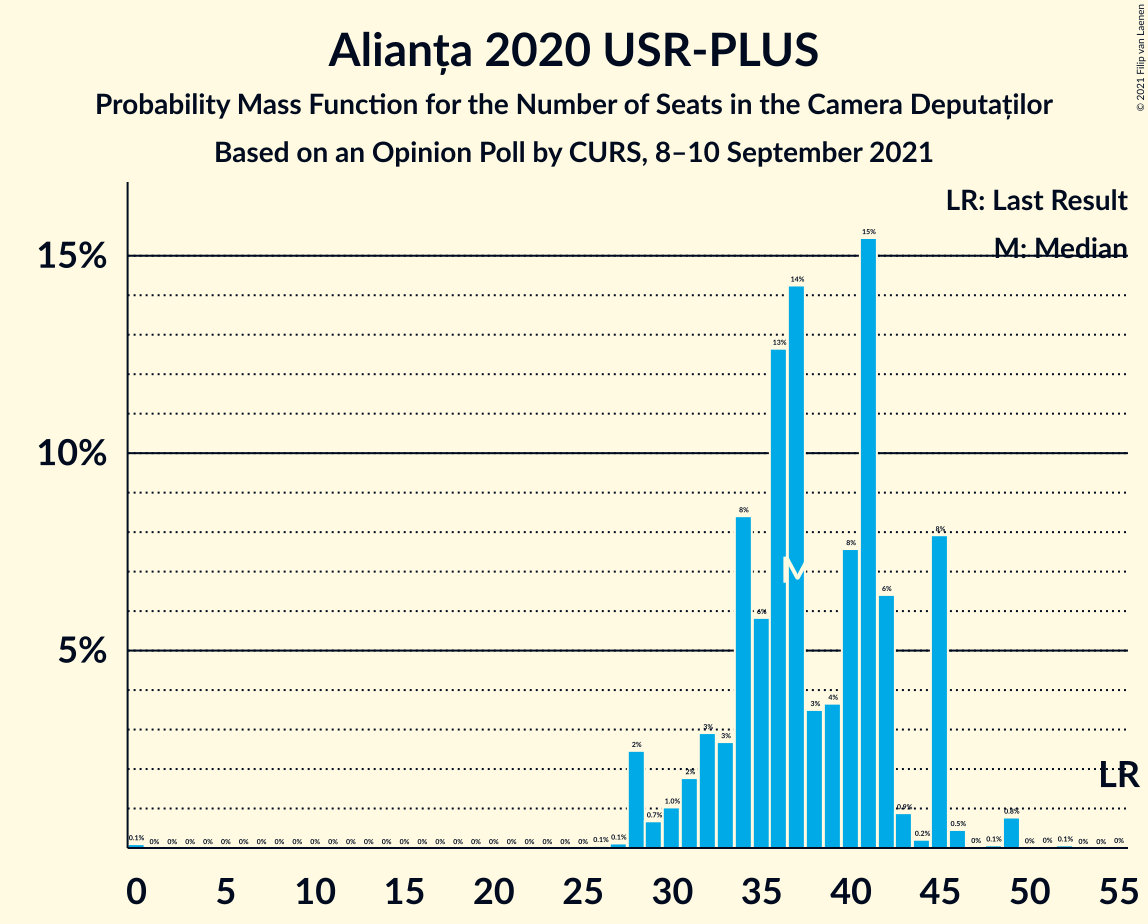 Alianța 2020 USR-PLUS
Probability Mass Function for the Number of Seats in the Camera Deputaților
Based on an Opinion Poll by CURS, 8–10 September 2021
© 2021 Filip van Laenen
LR: Last Result
M: Median
15%
10%
5%
0.1% 0% 0% 0% 0% 0% 0% 0% 0% 0% 0% 0% 0% 0% 0% 0% 0% 0% 0% 0% 0% 0% 0% 0% 0% 0% 0.1% 0.1% 2% 0.7% 1.0% 2% 3% 3% 8% 6% 13% 14% 3% 4% 8% 15% 6% 0.9% 0.2% 8% 0.5% 0% 0.1% 0.8% 0% 0% 0.1% 0% 0% 0%
M
LR
0 5 10 15 20 25 30 35 40 45 50 55